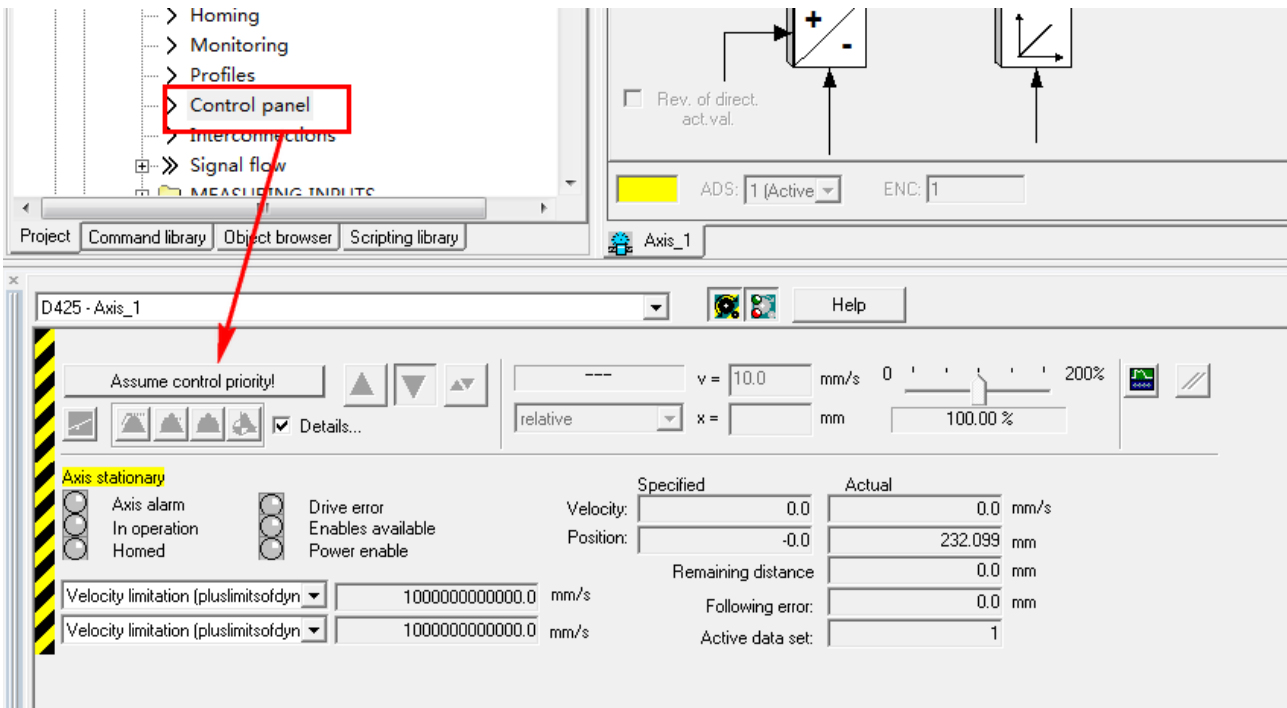 Homing
Monitoring
Profiles
Control panel
Interconnections
Signal flow
MEASURING INPUTS
Project Command library Object browser Scripting library
+
-
Rev. of direct.
act.val.
ADS: 1 (Active ENC: 1
Axis_1
D425 - Axis_1 Help
Assume control priority!
Details...
--- v = 10.0 mm/s
relative x = mm
0 200%
100.00 %
Axis stationary
Axis alarm Drive error
In operation Enables available
Homed Power enable
Specified Actual
Velocity: 0.0 0.0 mm/s
Position: -0.0 232.099 mm
Remaining distance 0.0 mm
Following error: 0.0 mm
Active data set: 1
Velocity limitation (pluslimitsofdyn 1000000000000.0 mm/s
Velocity limitation (pluslimitsofdyn 1000000000000.0 mm/s